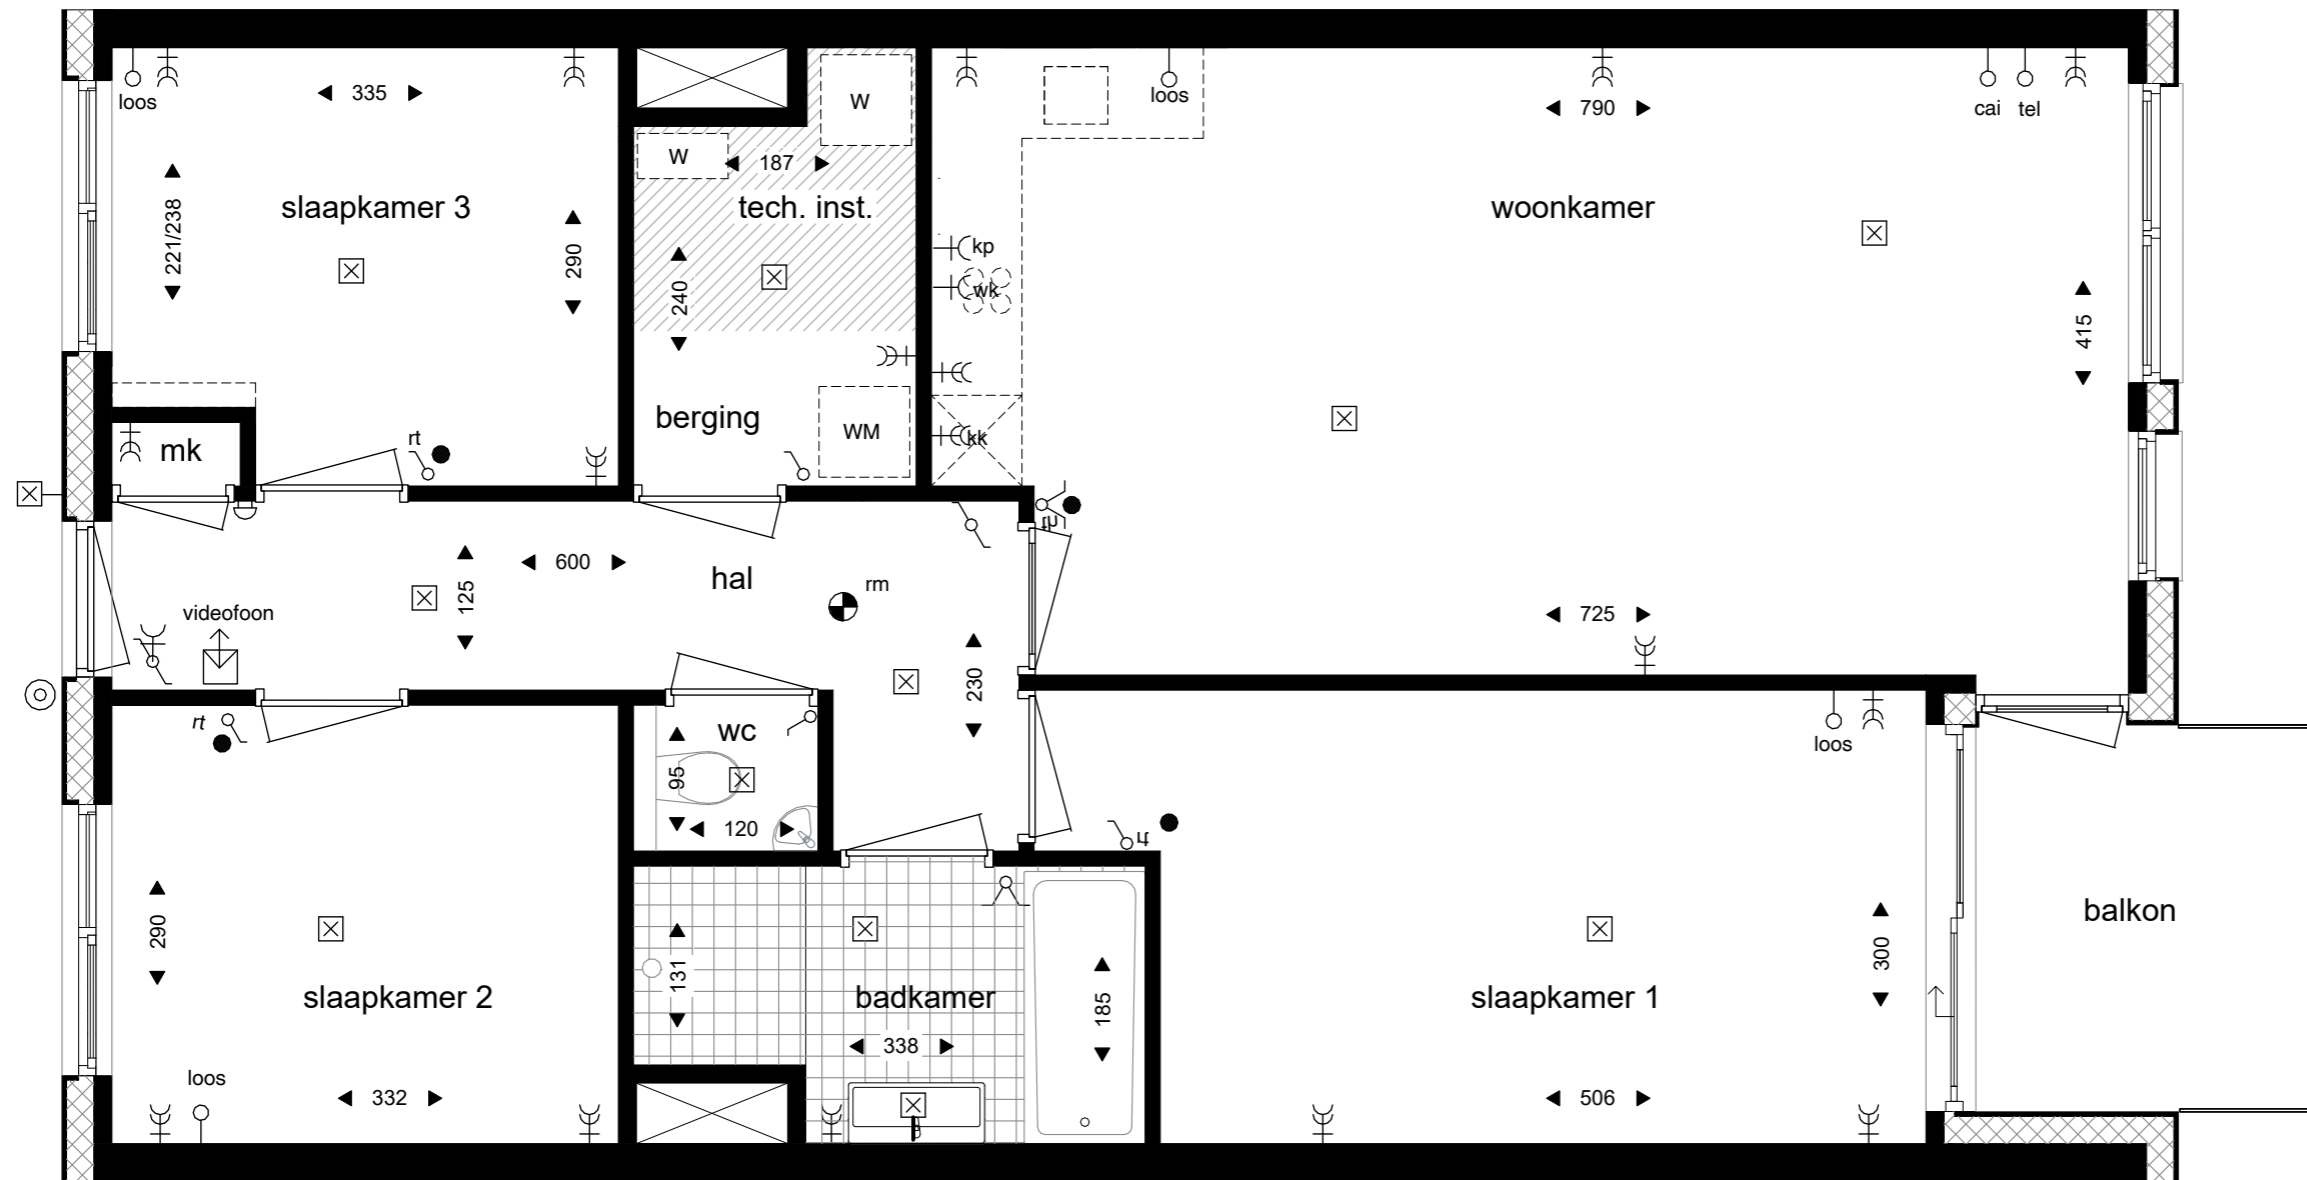 loos
335
221/238
slaapkamer 3
290
W
W
187
tech. inst.
240
berging
WM
loos
kp
wk
kk
790
woonkamer
cai
tel
415
mk
rt
rt
600
hal
125
rm
videofoon
230
725
rt
wc
95
120
loos
rt
290
slaapkamer 2
332
loos
131
badkamer
338
185
slaapkamer 1
506
300
balkon